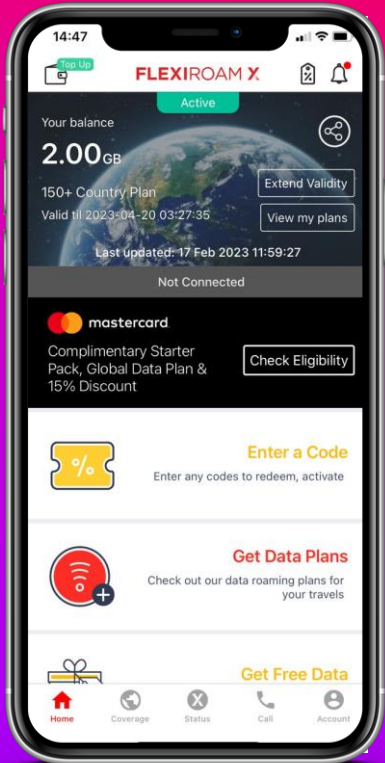 14:47
Top Up
FLEXIROAM X
Active
Your balance
2.00GB
150+ Country Plan
Extend Validity
Valid til 2023-04-20 03:27:35
View my plans
Last updated: 17 Feb 2023 11:59:27
Not Connected
mastercard
Complimentary Starter
Pack, Global Data Plan &
15% Discount
Check Eligibility
%
Enter a Code
Enter any codes to redeem, activate
Get Data Plans
Check out our data roaming plans for
your travels
Get Free Data
Home
Coverage
Status
Call
Account